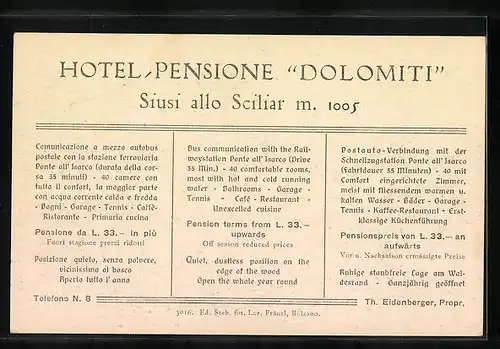 HOTEL-PENSIONE "DOLOMITI"
Siusi allo Sciliar m. 1005
Comunicazione a mezzo autobus
postale con la stazione ferroviaria
Ponte all' Isarco (durata della cor-
sa 35 minuti) - 40 camere con
tutto il confort, la maggior parte
con acqua corrente calda e fredda
- Bagni - Garage - Tennis - Caffè-
Ristorante - Primaria cucina
Pensione da L. 33.— in più
Fuori stagione prezzi ridotti
Posizione quieta, senza polvere,
vicinissima al bosco
Aperto tutto l' anno
Bus communication with the Rail-
waystation Ponte all' Isarco (Drive
35 Min.) - 40 comfortable rooms,
most with hot and cold running
water - Bathrooms - Garage -
Tennis - Café - Restaurant -
Unexcelled cuisine
Pension terms from L. 33.—
upwards
Off season reduced prices
Quiet, dustless position on the
edge of the wood
Open the whole year round
Postauto-Verbindung mit der
Schnellzugstation Ponte all' Isarco
(Fahrtdauer 35 Minuten) - 40 mit
Comfort eingerichtete Zimmer,
meist mit fliessendem warmen u.
kalten Wasser - Bäder - Garage -
Tennis - Kaffee-Restaurant - Erst-
klassige Küchenführung
Pensionspreis von L. 33.— an
aufwärts
Vor u. Nachsaison ermässigte Preise
Ruhige staubfreie Lage am Wal-
desrand - Ganzjährig geöffnet
Telefono N. 8
Th. Eidenberger, Propr.
3016. Ed. Stab. fot. Lor. Fränzl, Bolzano.